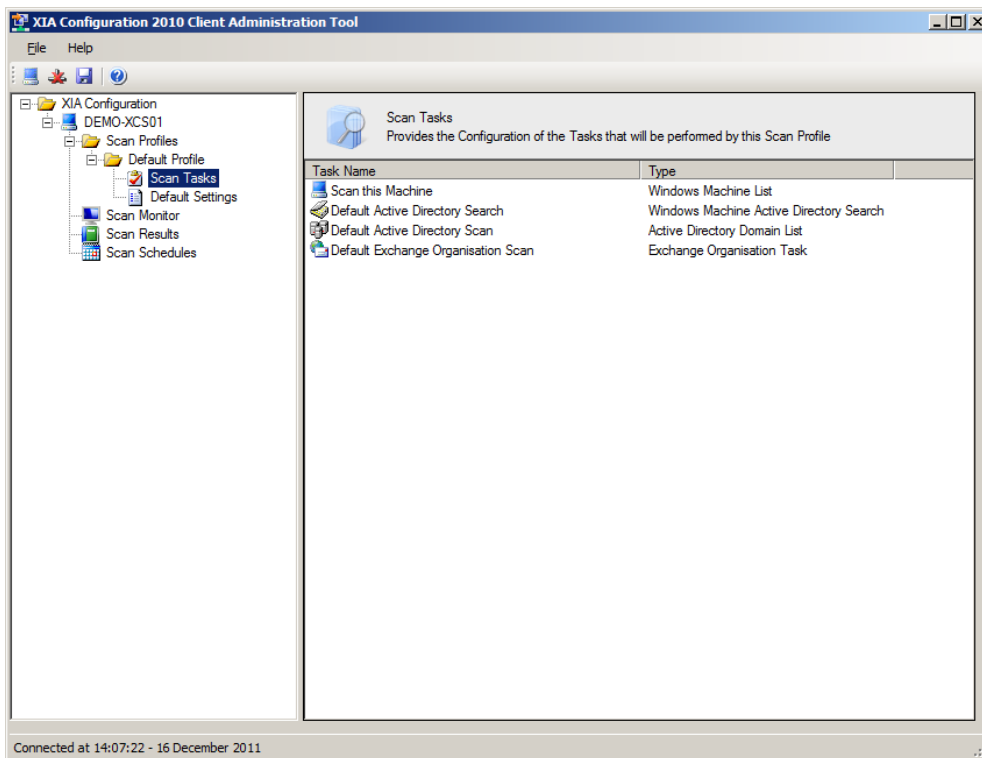 XIA Configuration 2010 Client Administration Tool
File Help
XIA Configuration
DEMO-XCS01
Scan Profiles
Default Profile
Scan Tasks
Default Settings
Scan Monitor
Scan Results
Scan Schedules
Scan Tasks
Provides the Configuration of the Tasks that will be performed by this Scan Profile
Task Name Type
Scan this Machine Windows Machine List
Default Active Directory Search Windows Machine Active Directory Search
Default Active Directory Scan Active Directory Domain List
Default Exchange Organisation Scan Exchange Organisation Task
Connected at 14:07:22 - 16 December 2011